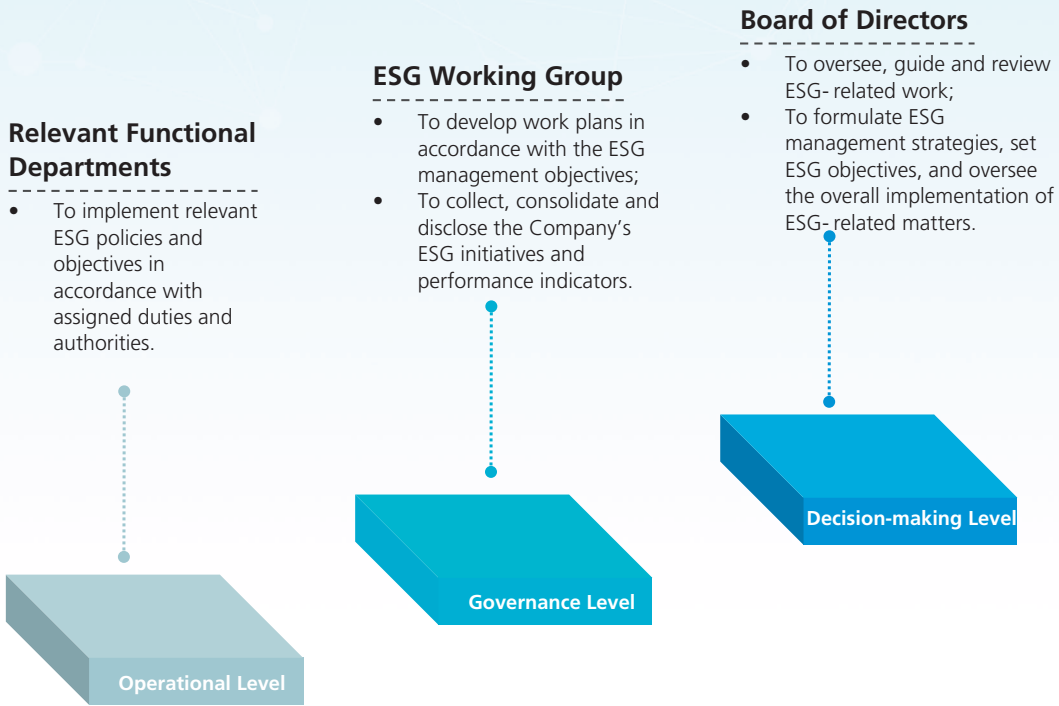 Relevant Functional
Departments
• To implement relevant
ESG policies and
objectives in
accordance with
assigned duties and
authorities.
Operational Level
ESG Working Group
• To develop work plans in
accordance with the ESG
management objectives;
• To collect, consolidate and
disclose the Company's
ESG initiatives and
performance indicators.
Governance Level
Board of Directors
• To oversee, guide and review
ESG- related work;
• To formulate ESG
management strategies, set
ESG objectives, and oversee
the overall implementation of
ESG- related matters.
Decision-making Level